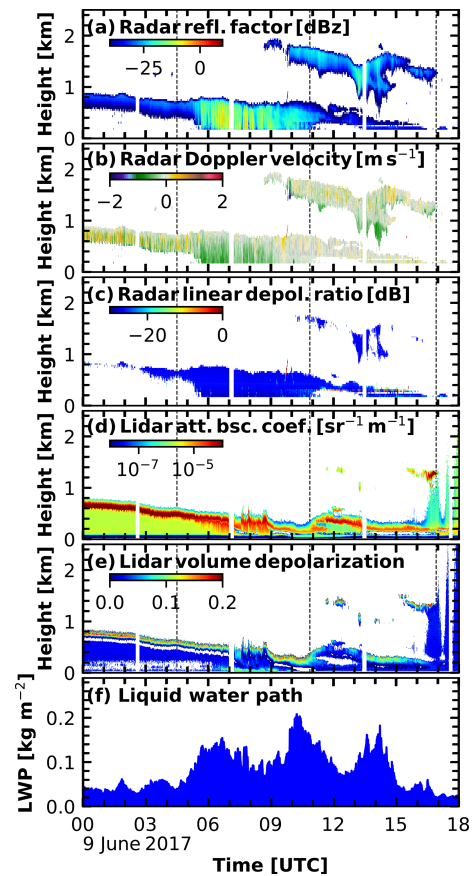 (a) Radar refl. factor [dBz]
−25 0
Height [km]
2
1
0
(b) Radar Doppler velocity [m s⁻¹]
−2 0 2
Height [km]
2
1
0
(c) Radar linear depol. ratio [dB]
−20 0
Height [km]
2
1
0
(d) Lidar att. bsc. coef. [sr⁻¹ m⁻¹]
10⁻⁷ 10⁻⁵
Height [km]
2
1
0
(e) Lidar volume depolarization
0.0 0.1 0.2
Height [km]
2
1
0
(f) Liquid water path
LWP [kg m⁻²]
0.2
0.1
0.0
00 03 06 09 12 15 18
9 June 2017
Time [UTC]